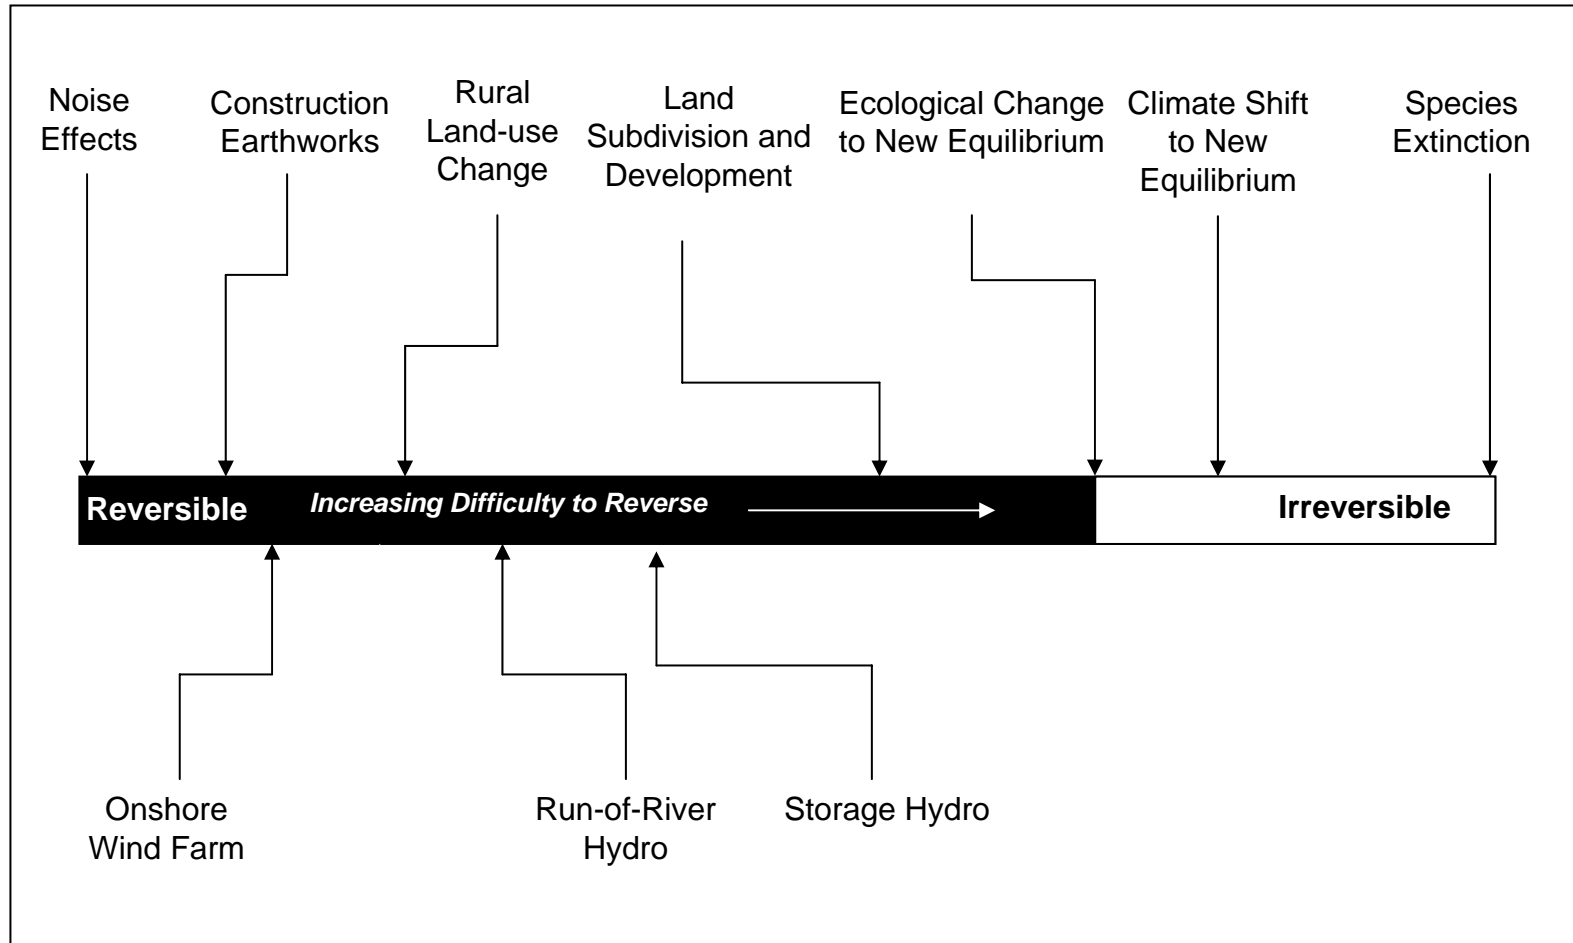 Noise
Effects
Construction
Earthworks
Rural
Land-use
Change
Land
Subdivision and
Development
Ecological Change
to New Equilibrium
Climate Shift
to New
Equilibrium
Species
Extinction
Reversible
Increasing Difficulty to Reverse
Irreversible
Onshore
Wind Farm
Run-of-River
Hydro
Storage Hydro